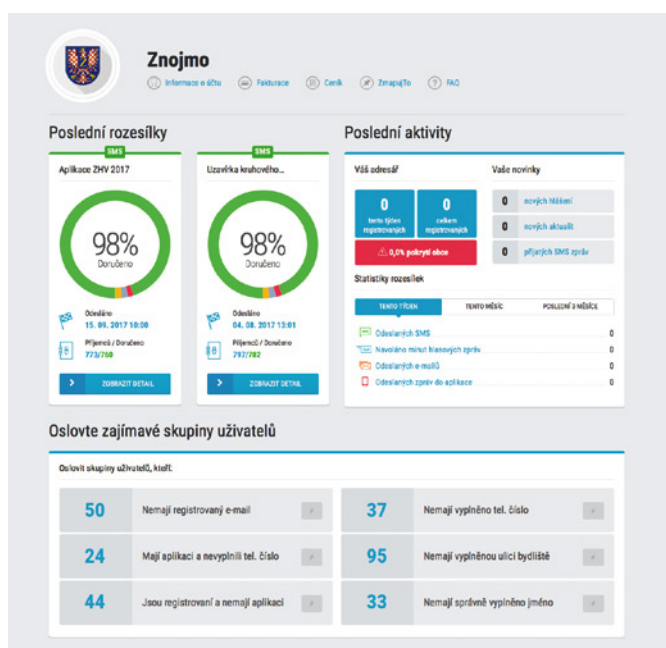 Znojmo
Informace o účtu Fakturace Ceník ZmapujTo FAQ
Poslední rozesílky
SMS
Aplikace ZHV 2017
98%
Doručeno
Odesláno
15. 09. 2017 10:00
Příjemců / Doručeno
773/760
ZOBRAZIT DETAIL
SMS
Uzavírka kruhového...
98%
Doručeno
Odesláno
04. 08. 2017 13:01
Příjemců / Doručeno
797/782
ZOBRAZIT DETAIL
Poslední aktivity
Váš adresář
0
tento týden
registrovaných
0
celkem
registrovaných
0,0% pokrytí obce
Vaše novinky
0 nových hlášení
0 nových aktualit
0 přijatých SMS zpráv
Statistiky rozesílek
TENTO TÝDEN TENTO MĚSÍC POSLEDNÍ 3 MĚSÍCE
Odeslaných SMS 0
Navoláno minut hlasových zpráv 0
Odeslaných e-mailů 0
Odeslaných zpráv do aplikace 0
Oslovte zajímavé skupiny uživatelů
Oslovit skupiny uživatelů, kteří:
50 Nemají registrovaný e-mail
37 Nemají vyplněno tel. číslo
24 Mají aplikaci a nevyplnili tel. číslo
95 Nemají vyplněnou ulici bydliště
44 Jsou registrovaní a nemají aplikaci
33 Nemají správně vyplněno jméno